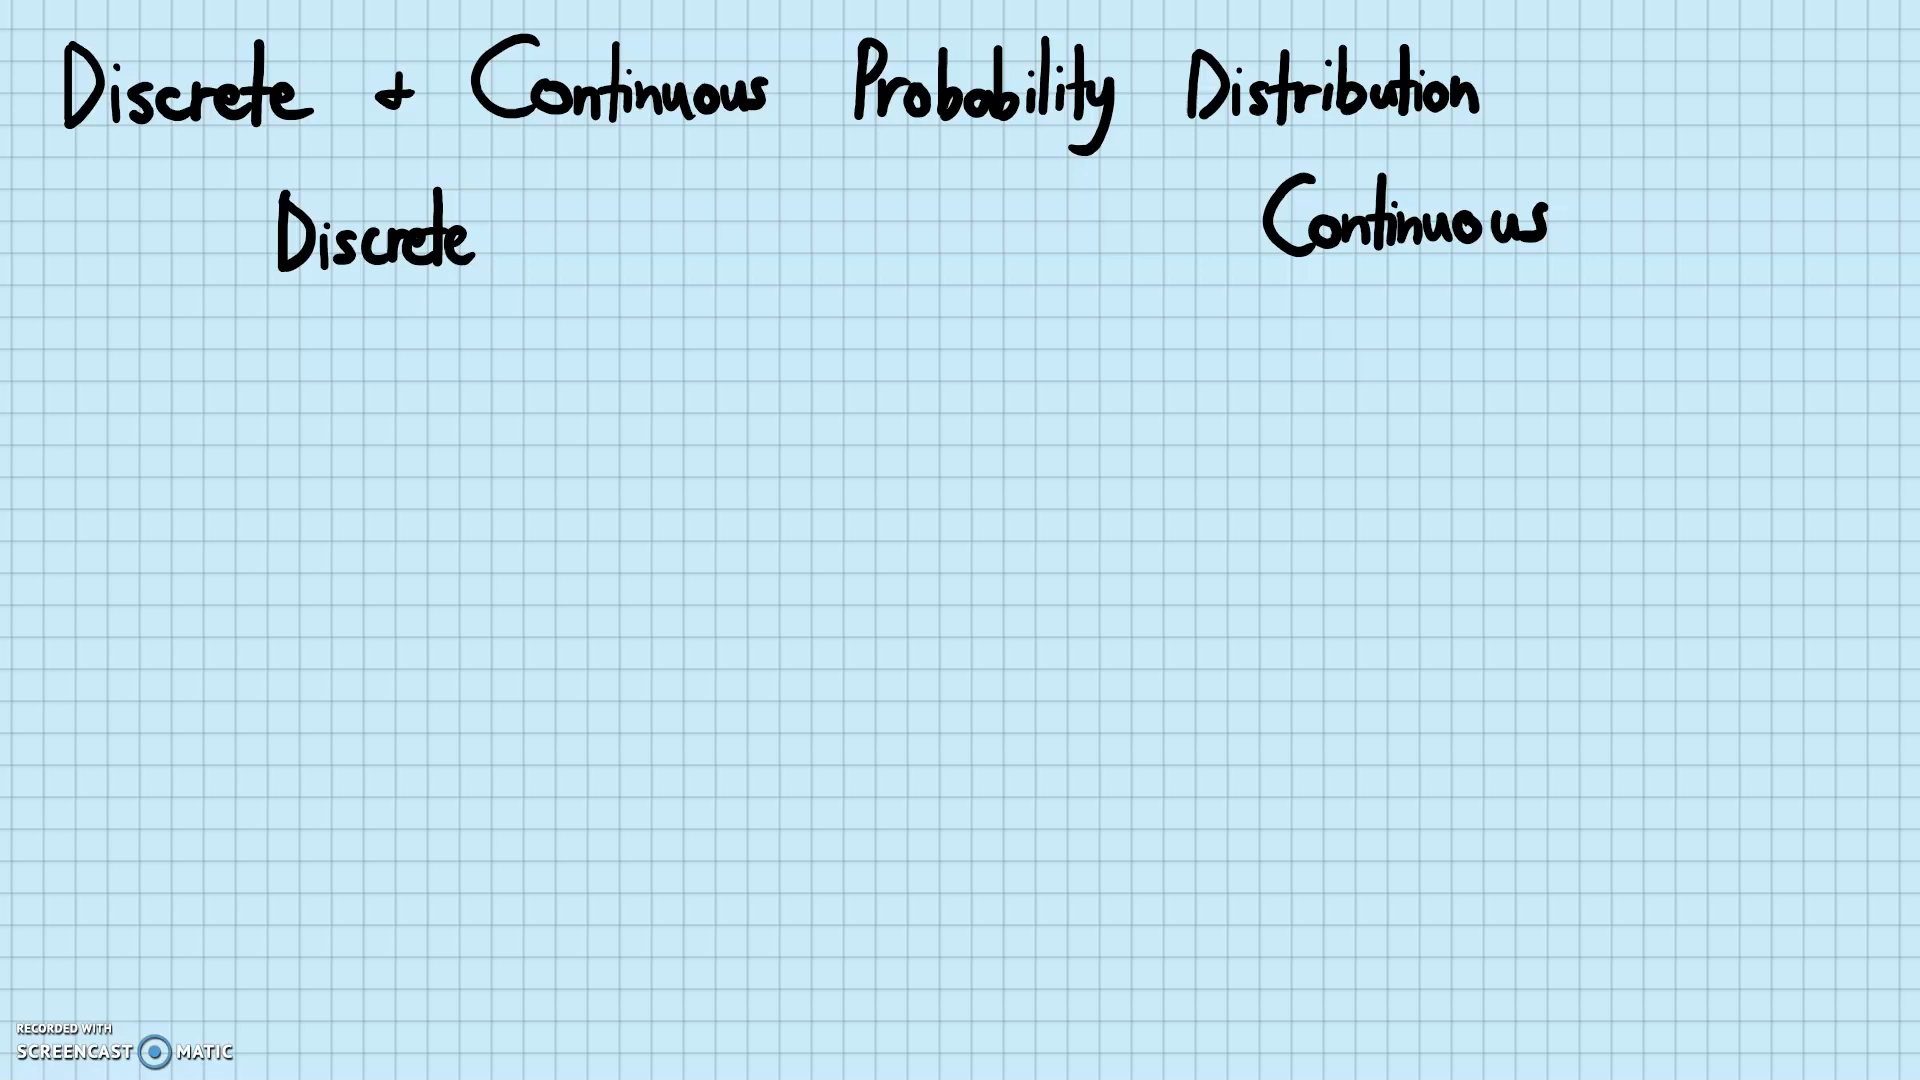 Discrete + Continuous Probability Distribution
Discrete
Continuous
RECORDED WITH
SCREENCAST MATIC